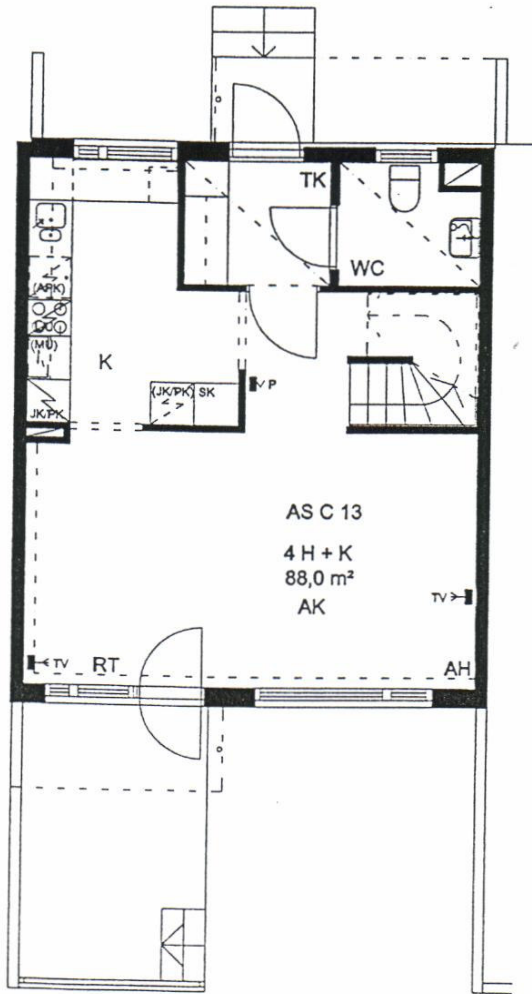 TK
WC
(APK)
(MU)
K
JK/PK
(JK/PK) SK
P
AS C 13
4 H + K
88,0 m²
AK
TV
TV
RT
AH